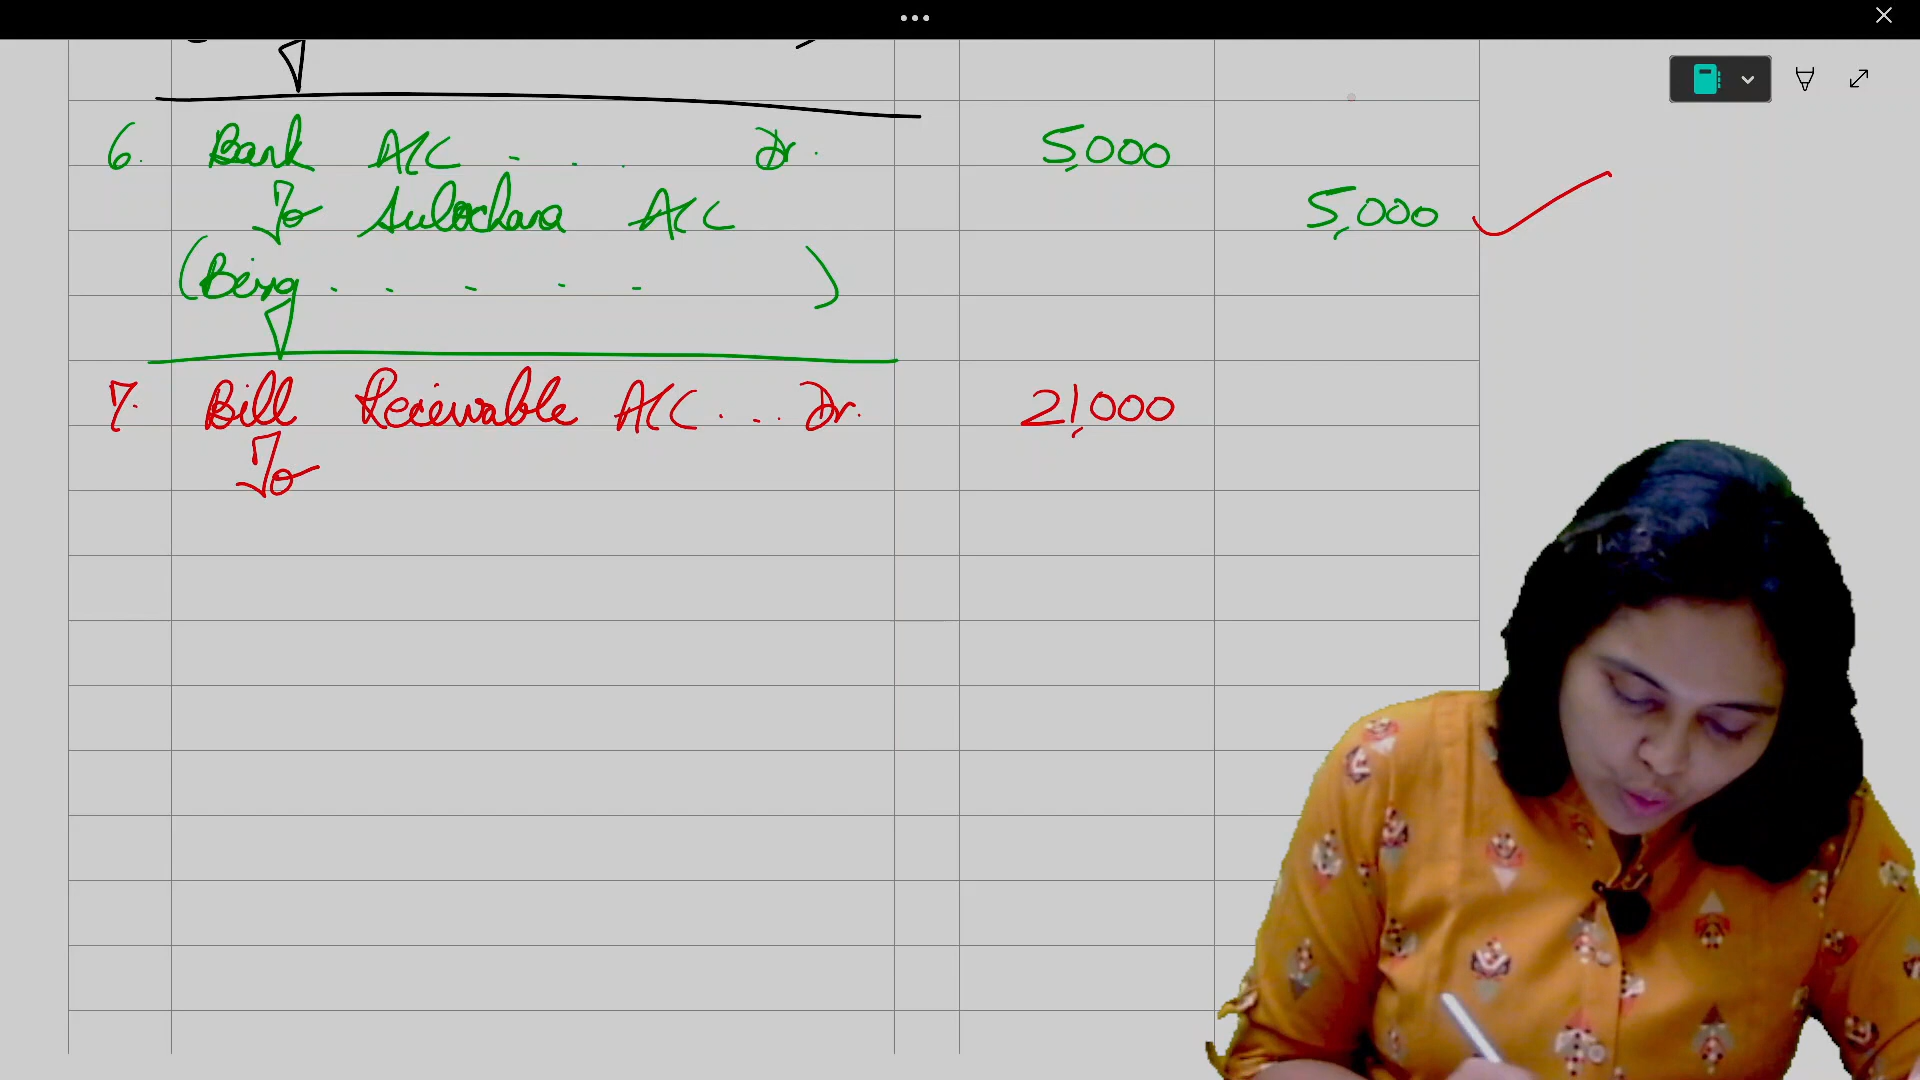 6. Bank A/C . . . . Dr. 5,000
To Sulochana A/C 5,000
(Being . . . . . )
7. Bill Receivable A/C . . . Dr. 21,000
To